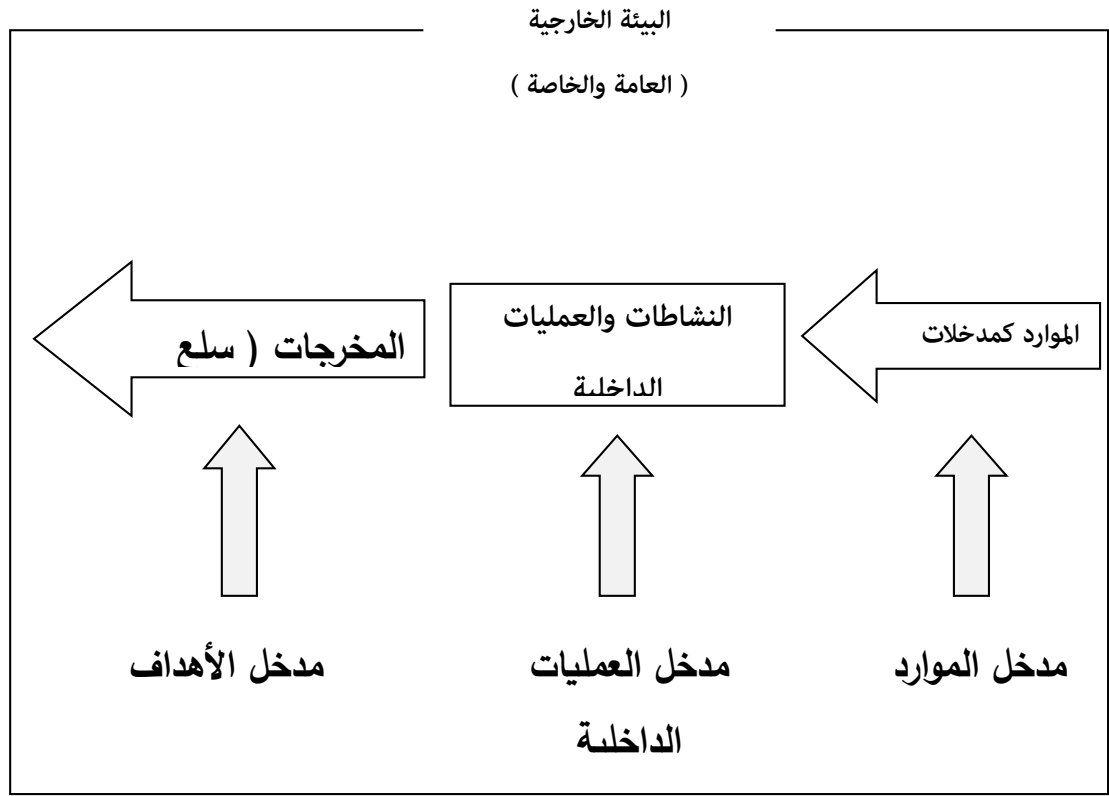 البيئة الخارجية
( العامة والخاصة )
الموارد كمدخلات
النشاطات والعمليات
الداخلية
المخرجات ( سلع
مدخل الموارد
مدخل العمليات
الداخلية
مدخل الأهداف